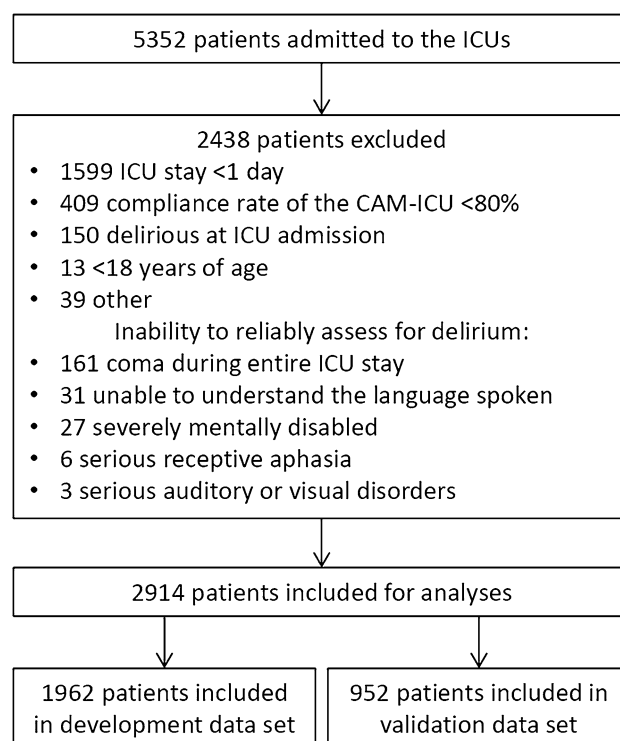 5352 patients admitted to the ICUs
2438 patients excluded
• 1599 ICU stay <1 day
• 409 compliance rate of the CAM-ICU <80%
• 150 delirious at ICU admission
• 13 <18 years of age
• 39 other
Inability to reliably assess for delirium:
• 161 coma during entire ICU stay
• 31 unable to understand the language spoken
• 27 severely mentally disabled
• 6 serious receptive aphasia
• 3 serious auditory or visual disorders
2914 patients included for analyses
1962 patients included
in development data set
952 patients included in
validation data set